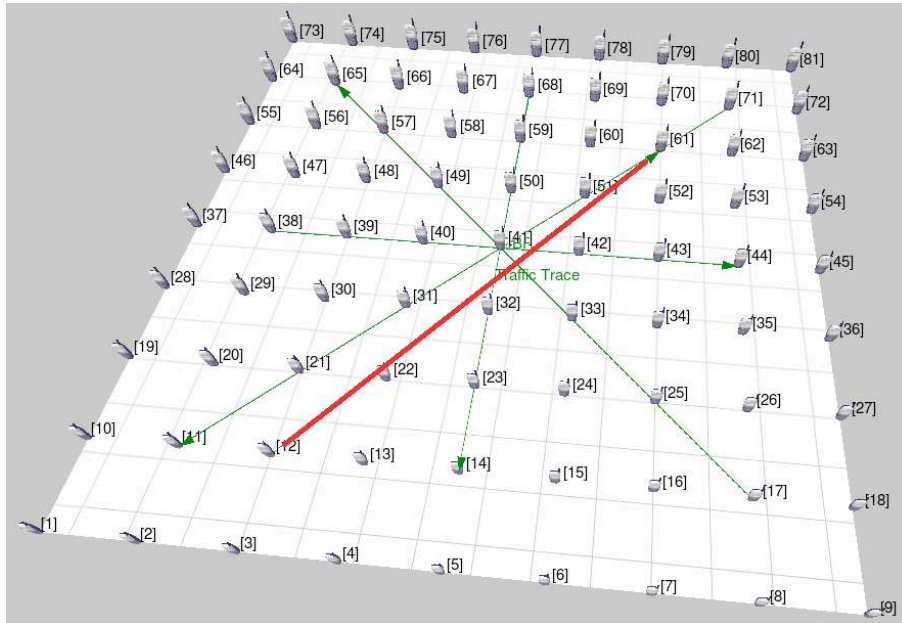 [73] [74] [75] [76] [77] [78] [79] [80] [81]
[64] [65] [66] [67] [68] [69] [70] [71] [72]
[55] [56] [57] [58] [59] [60] [61] [62] [63]
[46] [47] [48] [49] [50] [51] [52] [53] [54]
[37] [38] [39] [40] [41] [42] [43] [44] [45]
Traffic Trace
[28] [29] [30] [31] [32] [33] [34] [35] [36]
[19] [20] [21] [22] [23] [24] [25] [26] [27]
[10] [11] [12] [13] [14] [15] [16] [17] [18]
[1] [2] [3] [4] [5] [6] [7] [8] [9]